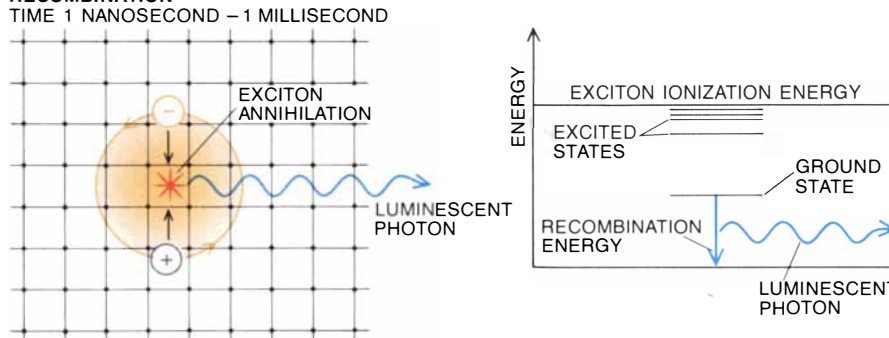 RECOMBINATION
TIME 1 NANOSECOND – 1 MILLISECOND
−
EXCITON
ANNIHILATION
LUMINESCENT
PHOTON
+
ENERGY
EXCITON IONIZATION ENERGY
EXCITED
STATES
GROUND
STATE
RECOMBINATION
ENERGY
LUMINESCENT
PHOTON